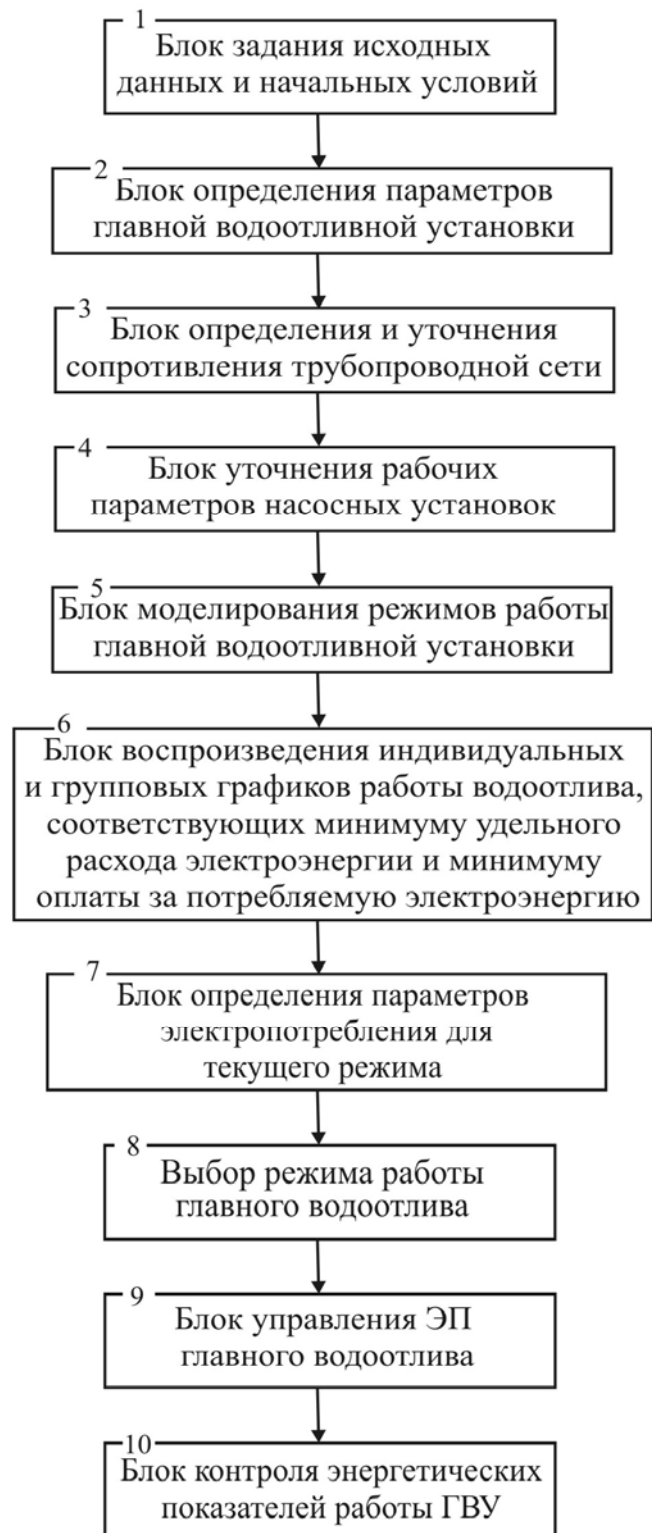 1
Блок задания исходных
данных и начальных условий
2
Блок определения параметров
главной водоотливной установки
3
Блок определения и уточнения
сопротивления трубопроводной сети
4
Блок уточнения рабочих
параметров насосных установок
5
Блок моделирования режимов работы
главной водоотливной установки
6
Блок воспроизведения индивидуальных
и групповых графиков работы водоотлива,
соответствующих минимуму удельного
расхода электроэнергии и минимуму
оплаты за потребляемую электроэнергию
7
Блок определения параметров
электропотребления для
текущего режима
8
Выбор режима работы
главного водоотлива
9
Блок управления ЭП
главного водоотлива
10
Блок контроля энергетических
показателей работы ГВУ